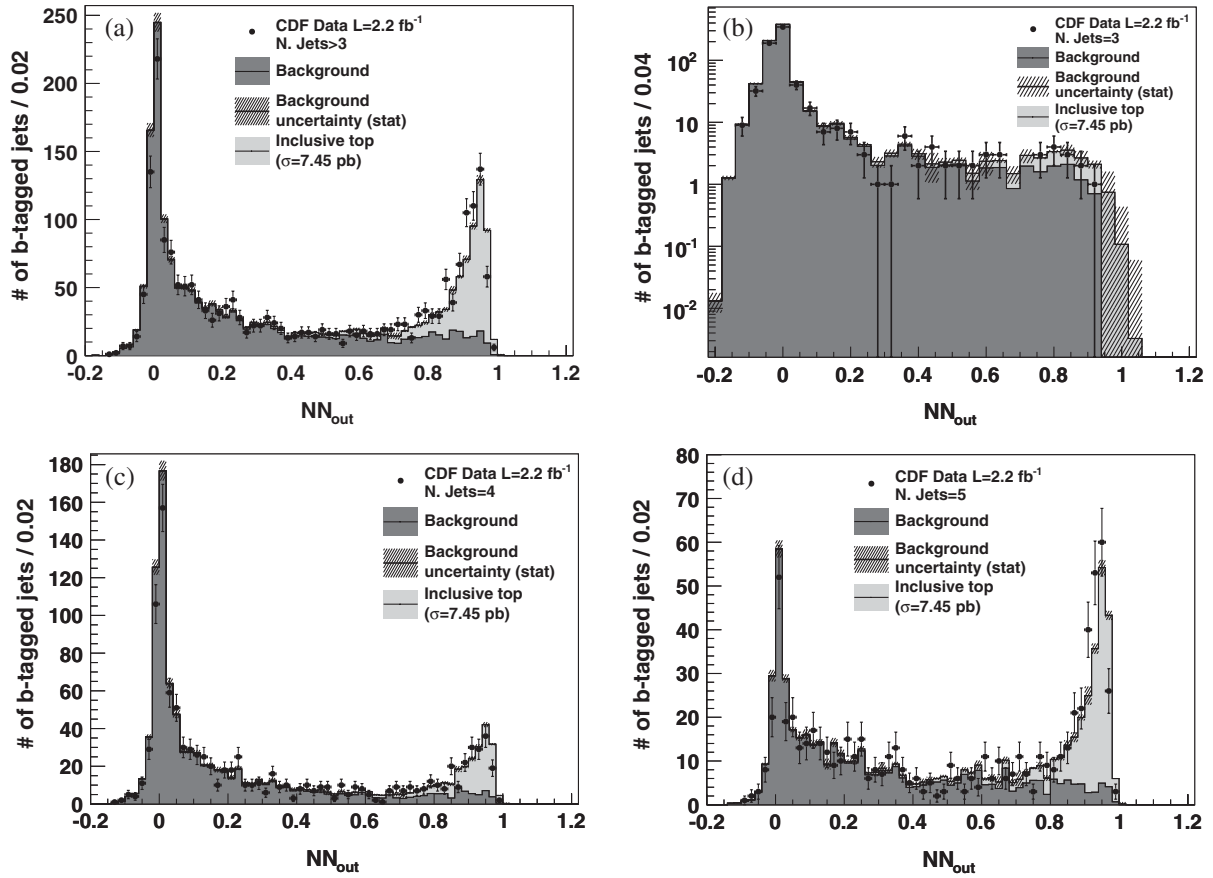 (a)
CDF Data L=2.2 fb⁻¹
N. Jets>3
Background
Background
uncertainty (stat)
Inclusive top
(σ=7.45 pb)
# of b-tagged jets / 0.02
250
200
150
100
50
0
-0.2 0 0.2 0.4 0.6 0.8 1 1.2
NNout
(b)
CDF Data L=2.2 fb⁻¹
N. Jets=3
Background
Background
uncertainty (stat)
Inclusive top
(σ=7.45 pb)
# of b-tagged jets / 0.04
10²
10
1
10⁻¹
10⁻²
-0.2 0 0.2 0.4 0.6 0.8 1 1.2
NNout
(c)
CDF Data L=2.2 fb⁻¹
N. Jets=4
Background
Background
uncertainty (stat)
Inclusive top
(σ=7.45 pb)
# of b-tagged jets / 0.02
180
160
140
120
100
80
60
40
20
0
-0.2 0 0.2 0.4 0.6 0.8 1 1.2
NNout
(d)
CDF Data L=2.2 fb⁻¹
N. Jets=5
Background
Background
uncertainty (stat)
Inclusive top
(σ=7.45 pb)
# of b-tagged jets / 0.02
80
70
60
50
40
30
20
10
0
-0.2 0 0.2 0.4 0.6 0.8 1 1.2
NNout